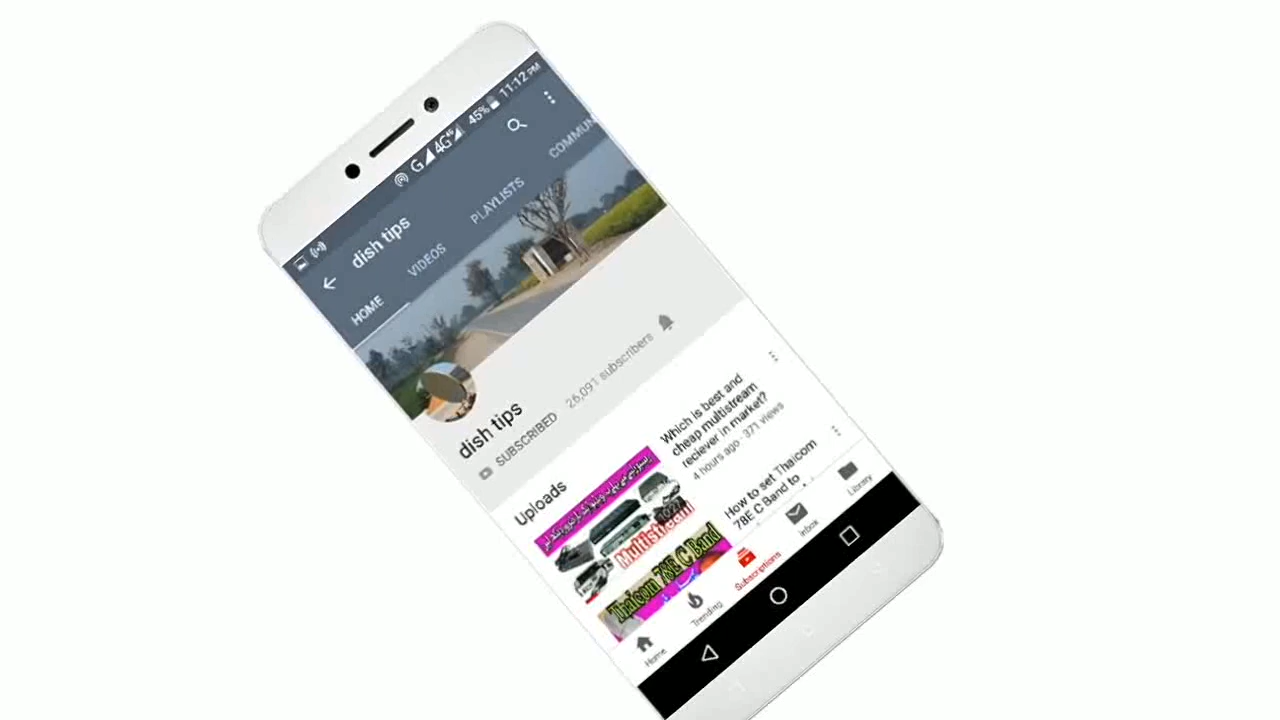 G 4G 45% 11:12 PM
dish tips
HOME VIDEOS PLAYLISTS COMMUN
dish tips
SUBSCRIBED 26,091 subscribers
Uploads
Which is best and
cheap multistream
reciever in market?
4 hours ago · 371 views
Multistream
How to set Thaicom
78E C Band to
Thaicom 78E C Band
Home Trending Subscriptions Inbox Library